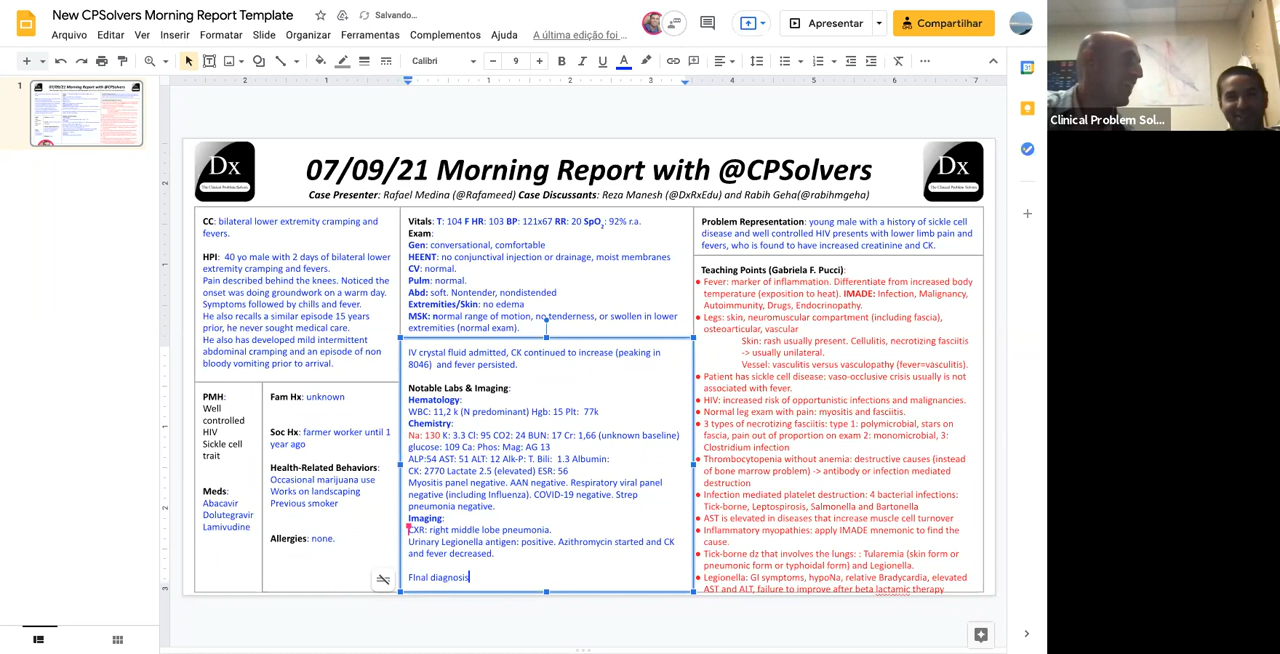 New CPSolvers Morning Report Template
Salvando...
Arquivo Editar Ver Inserir Formatar Slide Organizar Ferramentas Complementos Ajuda A última edição foi ...
Apresentar
Compartilhar
Calibri
9
B I U A
2 1 1 2 3 4 5 6 7
1
2
1
1
2
3
Dx
The Clinical Problem Solvers
07/09/21 Morning Report with @CPSolvers
Case Presenter: Rafael Medina (@Rafameed) Case Discussants: Reza Manesh (@DxRxEdu) and Rabih Geha(@rabihmgeha)
Dx
The Clinical Problem Solvers
CC: bilateral lower extremity cramping and
fevers.
HPI: 40 yo male with 2 days of bilateral lower
extremity cramping and fevers.
Pain described behind the knees. Noticed the
onset was doing groundwork on a warm day.
Symptoms followed by chills and fever.
He also recalls a similar episode 15 years
prior, he never sought medical care.
He also has developed mild intermittent
abdominal cramping and an episode of non
bloody vomiting prior to arrival.
PMH:
Well
controlled
HIV
Sickle cell
trait
Meds:
Abacavir
Dolutegravir
Lamivudine
Fam Hx: unknown
Soc Hx: farmer worker until 1
year ago
Health-Related Behaviors:
Occasional marijuana use
Works on landscaping
Previous smoker
Allergies: none.
Vitals: T: 104 F HR: 103 BP: 121x67 RR: 20 SpO2: 92% r.a.
Exam:
Gen: conversational, comfortable
HEENT: no conjunctival injection or drainage, moist membranes
CV: normal.
Pulm: normal.
Abd: soft. Nontender, nondistended
Extremities/Skin: no edema
MSK: normal range of motion, no tenderness, or swollen in lower
extremities (normal exam).
IV crystal fluid admitted, CK continued to increase (peaking in
8046) and fever persisted.
Notable Labs & Imaging:
Hematology:
WBC: 11,2 k (N predominant) Hgb: 15 Plt: 77k
Chemistry:
Na: 130 K: 3.3 Cl: 95 CO2: 24 BUN: 17 Cr: 1,66 (unknown baseline)
glucose: 109 Ca: Phos: Mag: AG 13
ALP:54 AST: 51 ALT: 12 Alk-P: T. Bili: 1.3 Albumin:
CK: 2770 Lactate 2.5 (elevated) ESR: 56
Myositis panel negative. AAN negative. Respiratory viral panel
negative (including Influenza). COVID-19 negative. Strep
pneumonia negative.
Imaging:
CXR: right middle lobe pneumonia.
Urinary Legionella antigen: positive. Azithromycin started and CK
and fever decreased.
FInal diagnosis
Problem Representation: young male with a history of sickle cell
disease and well controlled HIV presents with lower limb pain and
fevers, who is found to have increased creatinine and CK.
Teaching Points (Gabriela F. Pucci):
● Fever: marker of inflammation. Differentiate from increased body
temperature (exposition to heat). IMADE: Infection, Malignancy,
Autoimmunity, Drugs, Endocrinopathy.
● Legs: skin, neuromuscular compartment (including fascia),
osteoarticular, vascular
Skin: rash usually present. Cellulitis, necrotizing fasciitis
-> usually unilateral.
Vessel: vasculitis versus vasculopathy (fever=vasculitis).
● Patient has sickle cell disease: vaso-occlusive crisis usually is not
associated with fever.
● HIV: increased risk of opportunistic infections and malignancies.
● Normal leg exam with pain: myositis and fasciitis.
● 3 types of necrotizing fasciitis: type 1: polymicrobial, stars on
fascia, pain out of proportion on exam 2: monomicrobial, 3:
Clostridium infection
● Thrombocytopenia without anemia: destructive causes (instead
of bone marrow problem) -> antibody or infection mediated
destruction
● Infection mediated platelet destruction: 4 bacterial infections:
Tick-borne, Leptospirosis, Salmonella and Bartonella
● AST is elevated in diseases that increase muscle cell turnover
● Inflammatory myopathies: apply IMADE mnemonic to find the
cause.
● Tick-borne dz that involves the lungs: : Tularemia (skin form or
pneumonic form or typhoidal form) and Legionella.
● Legionella: GI symptoms, hypoNa, relative Bradycardia, elevated
AST and ALT, failure to improve after beta lactamic therapy
Clinical Problem Sol...